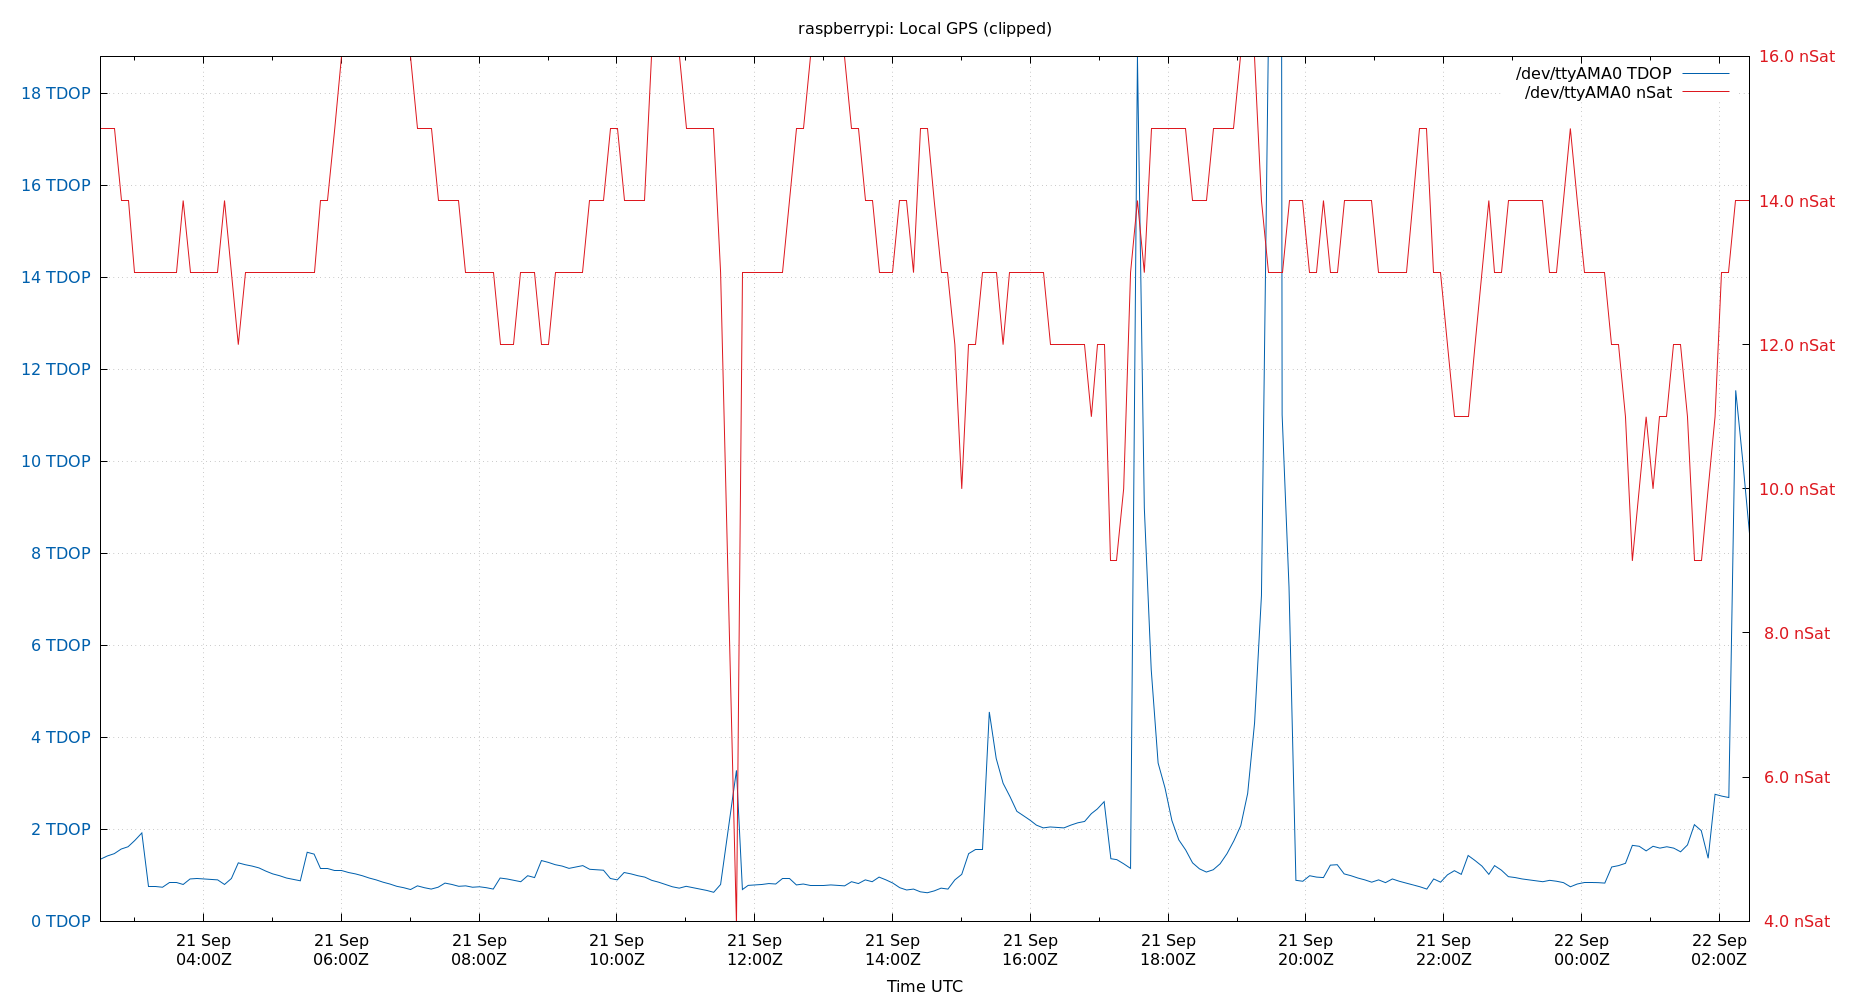 raspberrypi: Local GPS (clipped)
/dev/ttyAMA0 TDOP
/dev/ttyAMA0 nSat
18 TDOP
16 TDOP
14 TDOP
12 TDOP
10 TDOP
8 TDOP
6 TDOP
4 TDOP
2 TDOP
0 TDOP
16.0 nSat
14.0 nSat
12.0 nSat
10.0 nSat
8.0 nSat
6.0 nSat
4.0 nSat
21 Sep
04:00Z
21 Sep
06:00Z
21 Sep
08:00Z
21 Sep
10:00Z
21 Sep
12:00Z
21 Sep
14:00Z
21 Sep
16:00Z
21 Sep
18:00Z
21 Sep
20:00Z
21 Sep
22:00Z
22 Sep
00:00Z
22 Sep
02:00Z
Time UTC